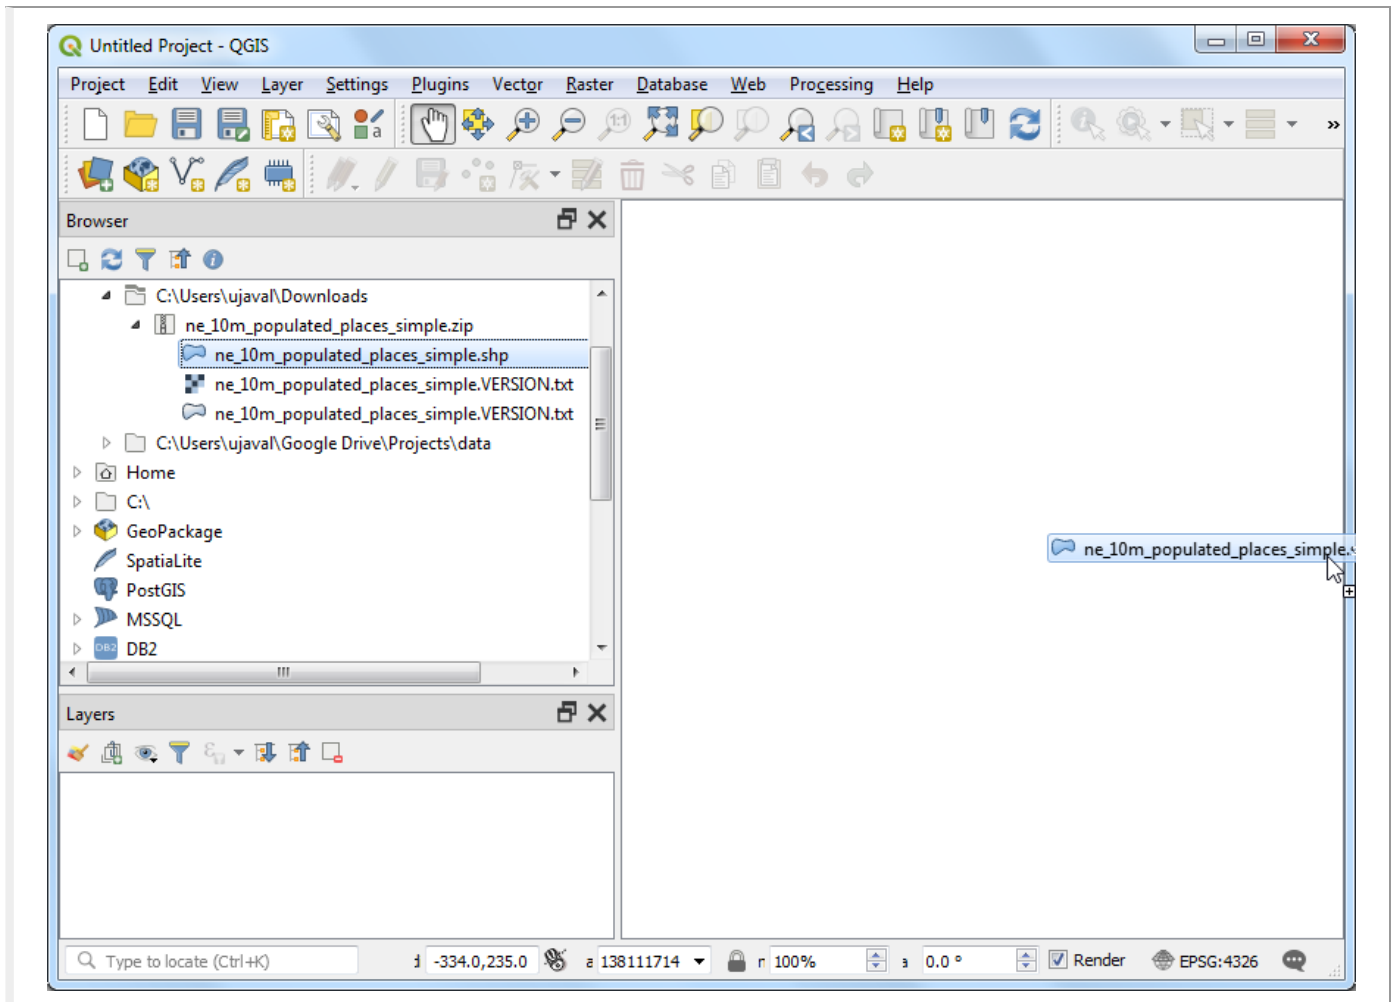 Untitled Project - QGIS
Project Edit View Layer Settings Plugins Vector Raster Database Web Processing Help
1:1
a
»
Browser
C:\Users\ujaval\Downloads
ne_10m_populated_places_simple.zip
ne_10m_populated_places_simple.shp
ne_10m_populated_places_simple.VERSION.txt
ne_10m_populated_places_simple.VERSION.txt
C:\Users\ujaval\Google Drive\Projects\data
Home
C:\
GeoPackage
SpatiaLite
PostGIS
MSSQL
DB2 DB2
ne_10m_populated_places_simple.
Layers
Type to locate (Ctrl+K) -334.0,235.0 138111714 100% 0.0 ° Render EPSG:4326